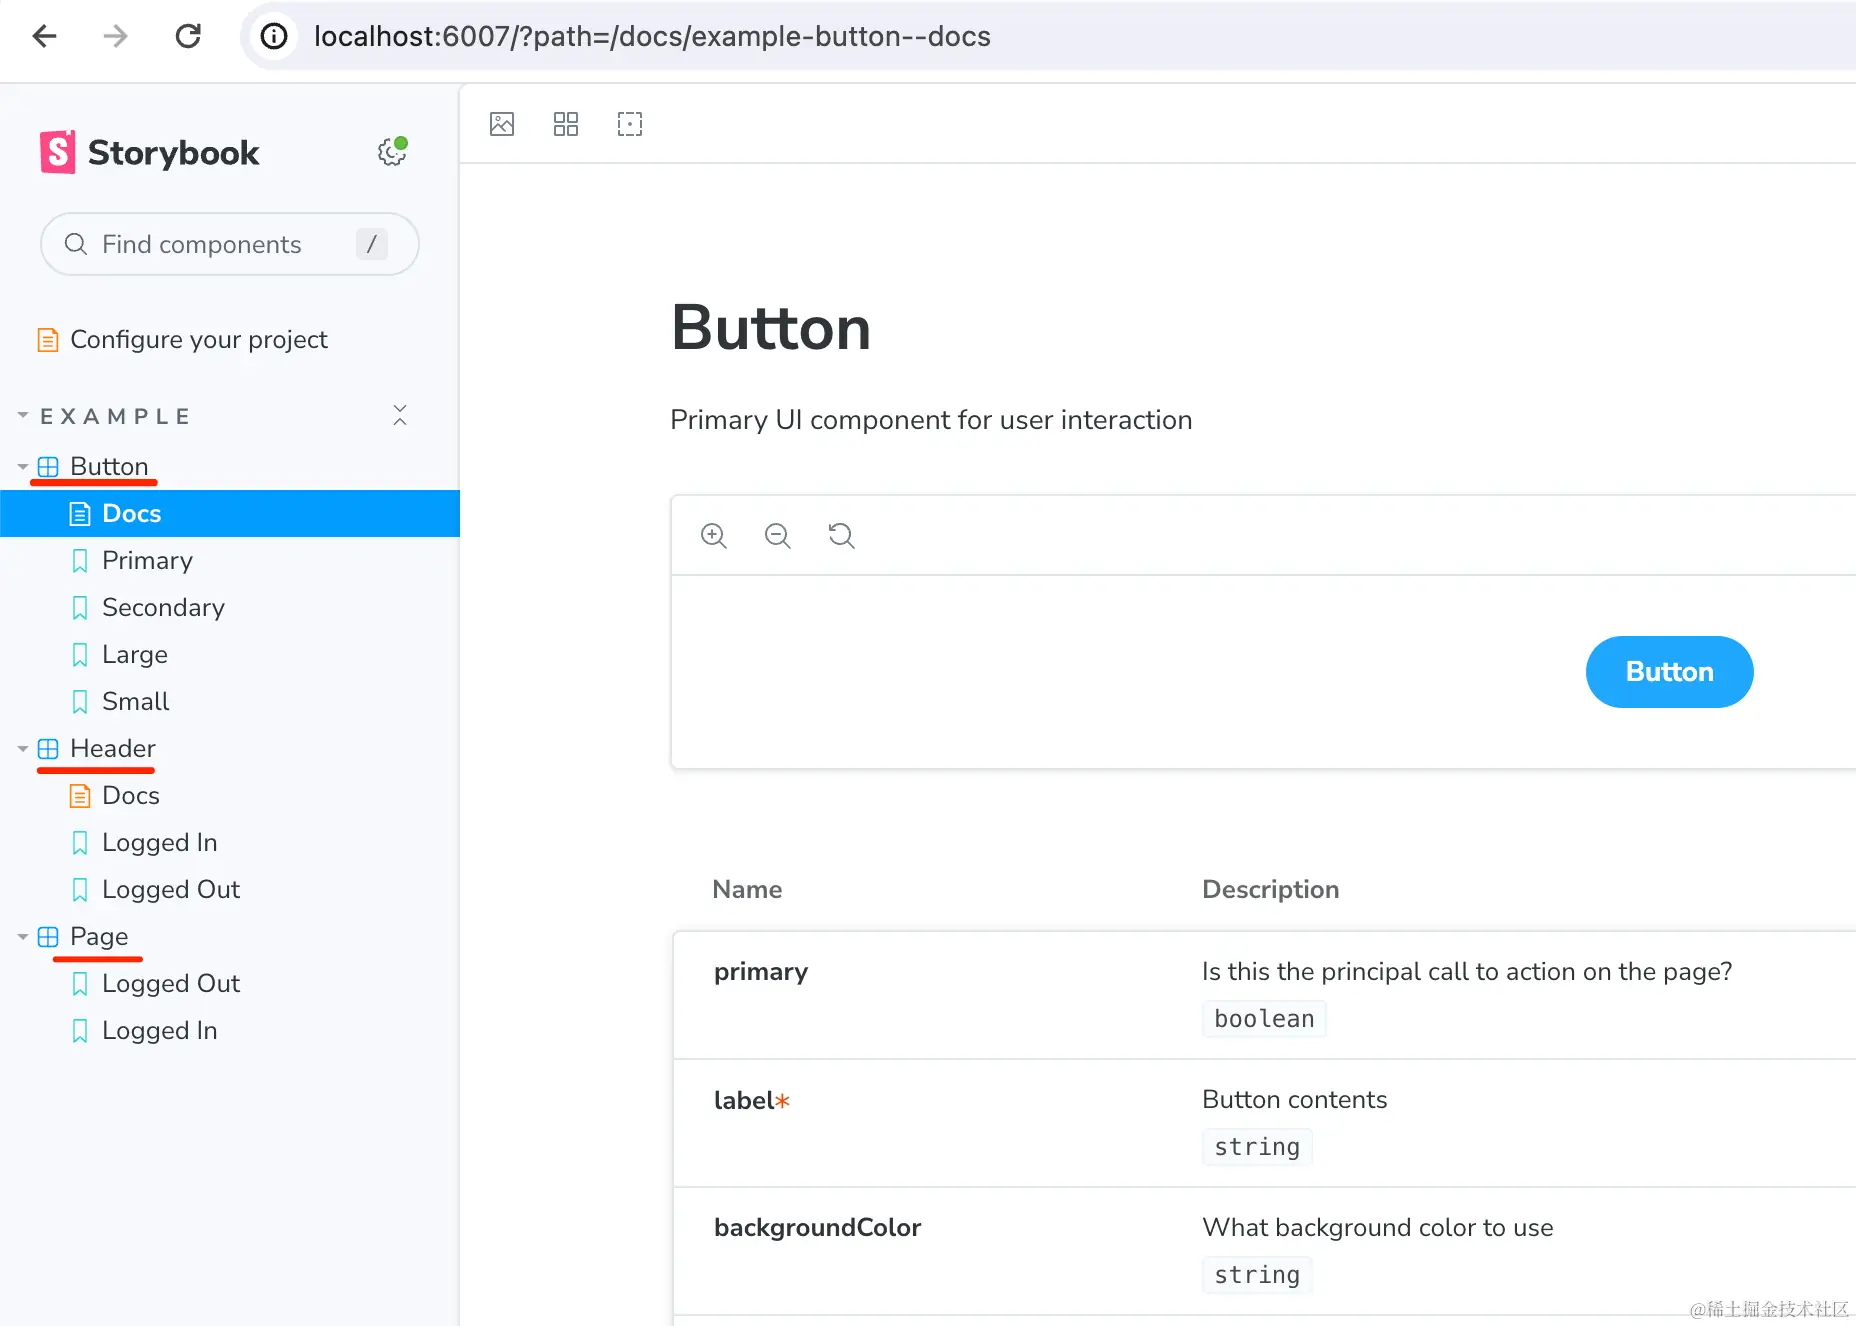 localhost:6007/?path=/docs/example-button--docs
Storybook
Find components /
Configure your project
EXAMPLE
Button
Docs
Primary
Secondary
Large
Small
Header
Docs
Logged In
Logged Out
Page
Logged Out
Logged In
Button
Primary UI component for user interaction
Button
Name Description
primary Is this the principal call to action on the page?
boolean
label* Button contents
string
backgroundColor What background color to use
string
@稀土掘金技术社区